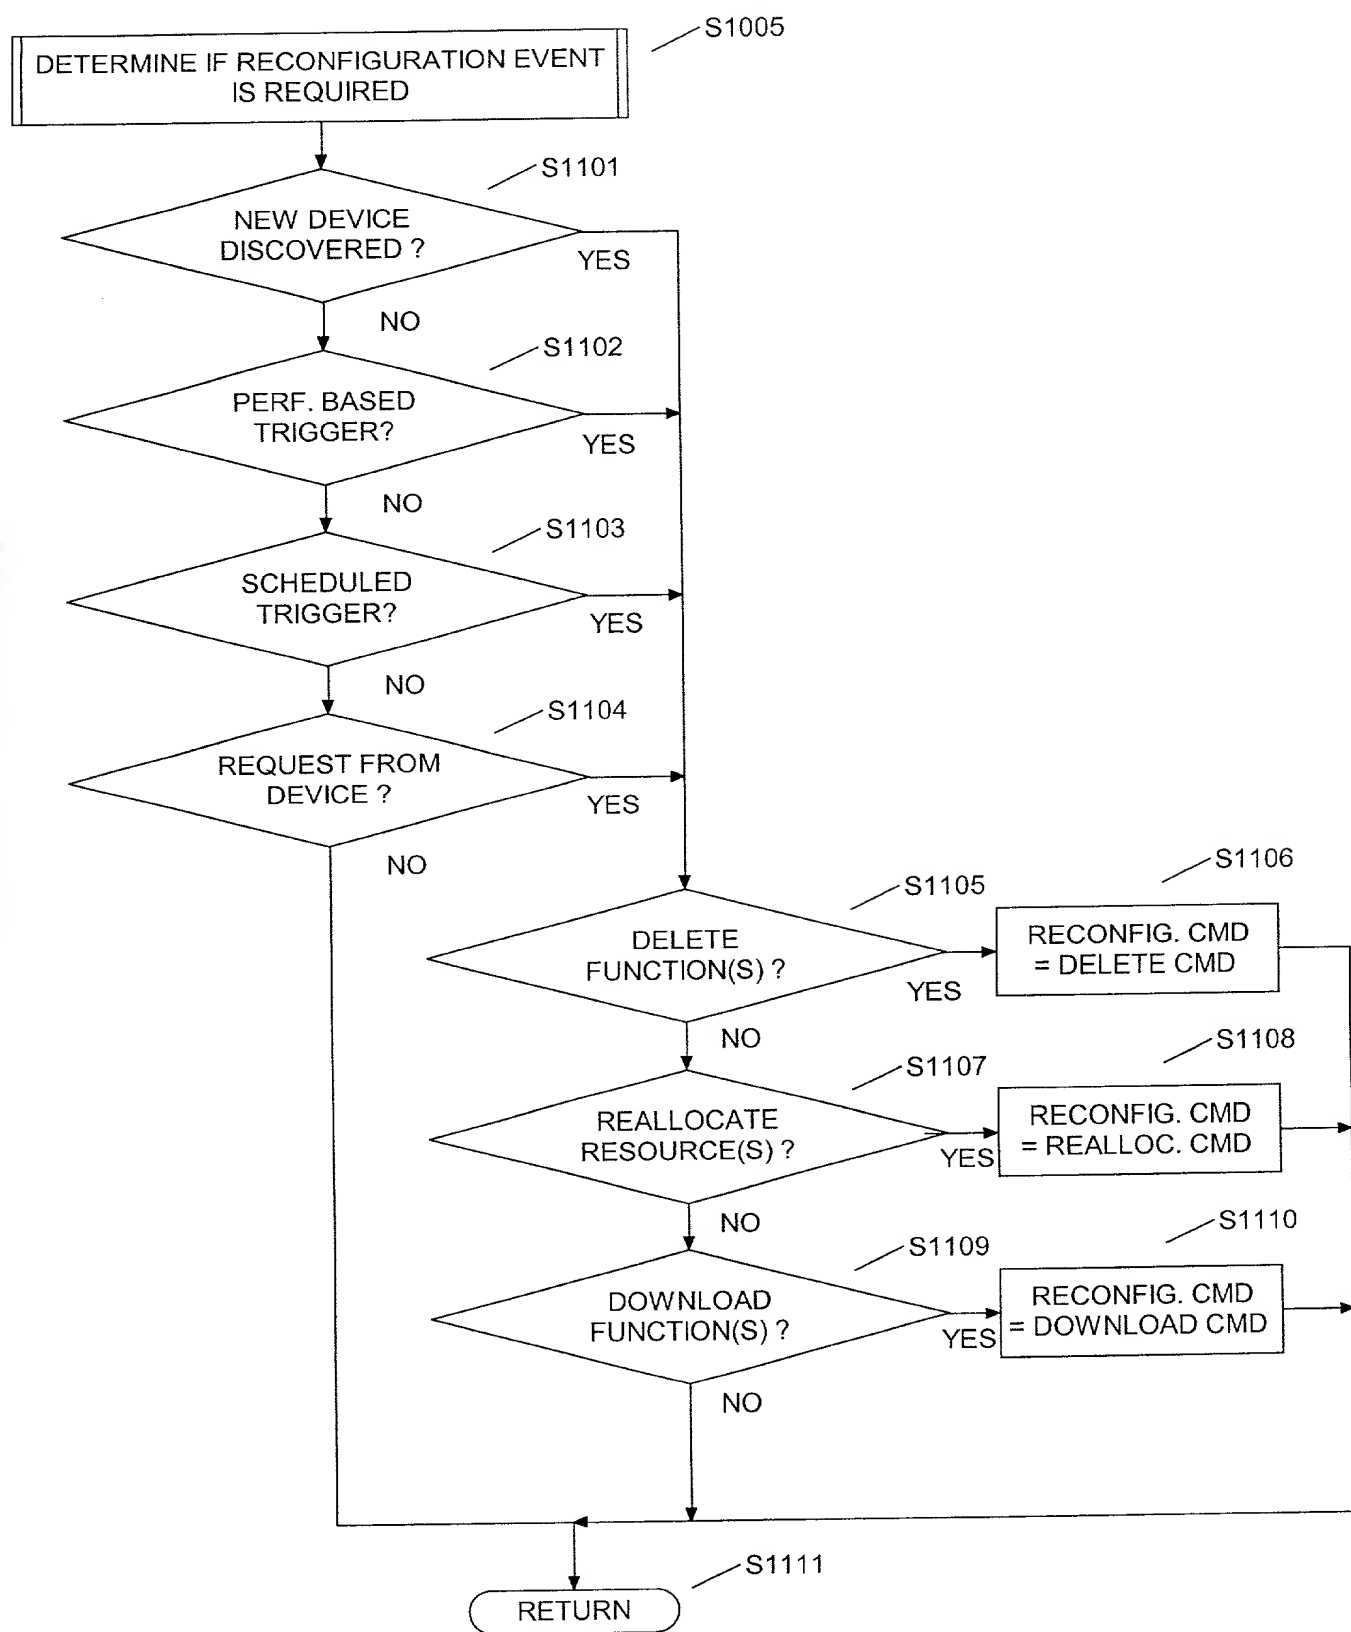 S1005
DETERMINE IF RECONFIGURATION EVENT
IS REQUIRED
S1101
NEW DEVICE
DISCOVERED ?
YES
NO
S1102
PERF. BASED
TRIGGER?
YES
NO
S1103
SCHEDULED
TRIGGER?
YES
NO
S1104
REQUEST FROM
DEVICE ?
YES
NO
S1105
DELETE
FUNCTION(S) ?
YES
NO
S1106
RECONFIG. CMD
= DELETE CMD
S1107
REALLOCATE
RESOURCE(S) ?
YES
NO
S1108
RECONFIG. CMD
= REALLOC. CMD
S1109
DOWNLOAD
FUNCTION(S) ?
YES
NO
S1110
RECONFIG. CMD
= DOWNLOAD CMD
S1111
RETURN